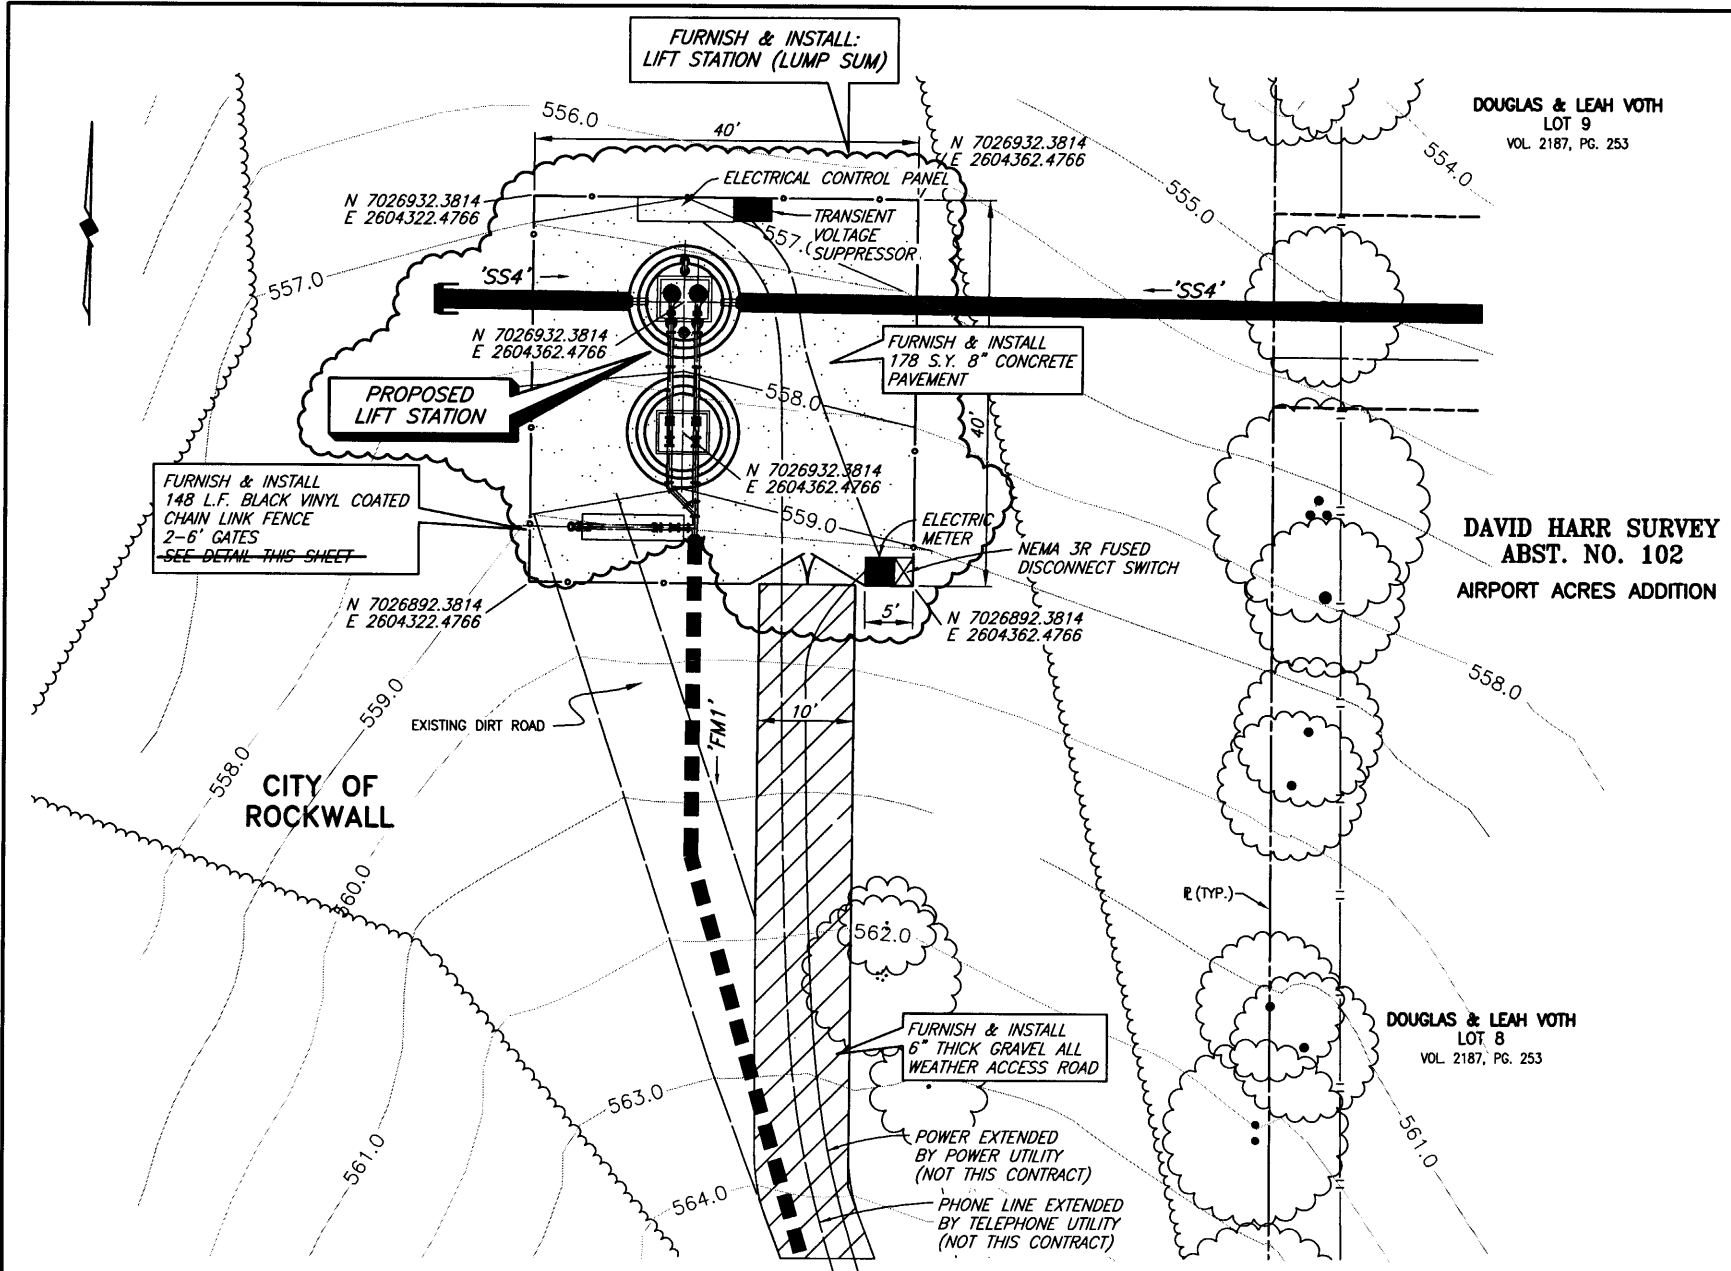 FURNISH & INSTALL:
LIFT STATION (LUMP SUM)
DOUGLAS & LEAH VOTH
LOT 9
VOL. 2187, PG. 253
556.0
40'
N 7026932.3814
E 2604362.4766
554.0
555.0
ELECTRICAL CONTROL PANEL
N 7026932.3814
E 2604322.4766
TRANSIENT
VOLTAGE
SUPPRESSOR
557.0
'SS4'
557.0
'SS4'
N 7026932.3814
E 2604362.4766
FURNISH & INSTALL
178 S.Y. 8" CONCRETE
PAVEMENT
PROPOSED
LIFT STATION
558.0
40'
N 7026932.3814
E 2604362.4766
FURNISH & INSTALL
148 L.F. BLACK VINYL COATED
CHAIN LINK FENCE
2-6' GATES
SEE DETAIL THIS SHEET
559.0
ELECTRIC
METER
NEMA 3R FUSED
DISCONNECT SWITCH
DAVID HARR SURVEY
ABST. NO. 102
AIRPORT ACRES ADDITION
N 7026892.3814
E 2604322.4766
5'
N 7026892.3814
E 2604362.4766
558.0
559.0
EXISTING DIRT ROAD
10'
'FM1'
558.0
CITY OF
ROCKWALL
560.0
PL (TYP.)
562.0
FURNISH & INSTALL
6" THICK GRAVEL ALL
WEATHER ACCESS ROAD
DOUGLAS & LEAH VOTH
LOT 8
VOL. 2187, PG. 253
563.0
561.0
561.0
POWER EXTENDED
BY POWER UTILITY
(NOT THIS CONTRACT)
564.0
PHONE LINE EXTENDED
BY TELEPHONE UTILITY
(NOT THIS CONTRACT)